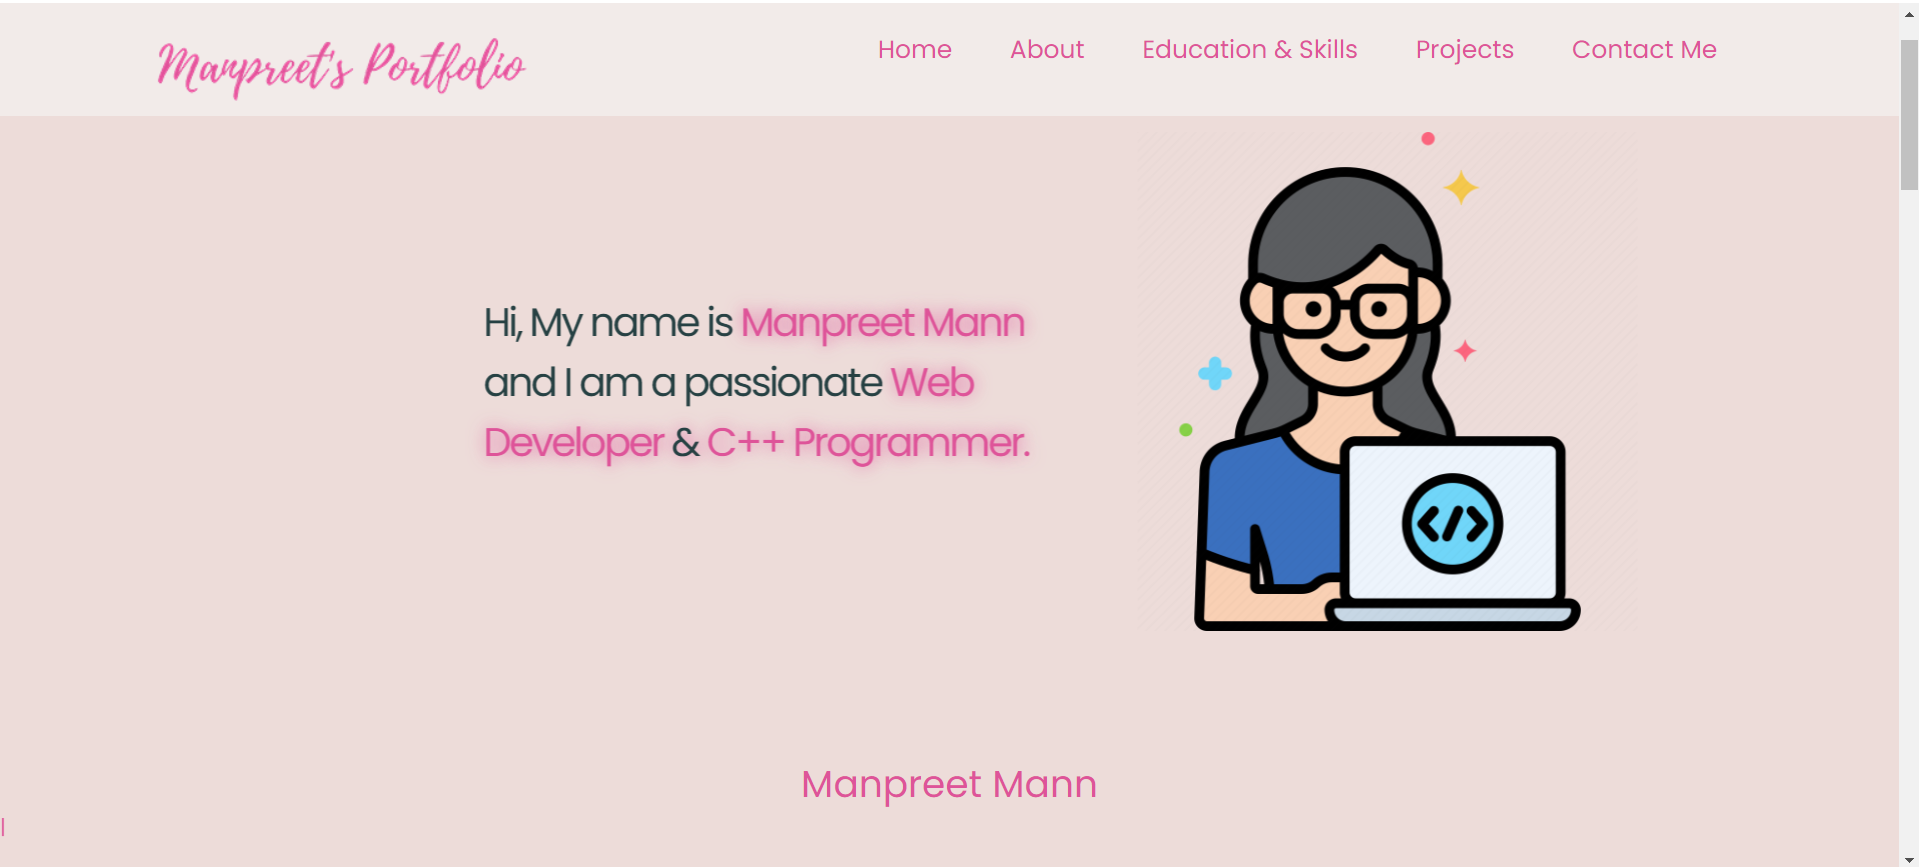 Manpreet's Portfolio
Home About Education & Skills Projects Contact Me
Hi, My name is Manpreet Mann
and I am a passionate Web
Developer & C++ Programmer.
</>
Manpreet Mann
|